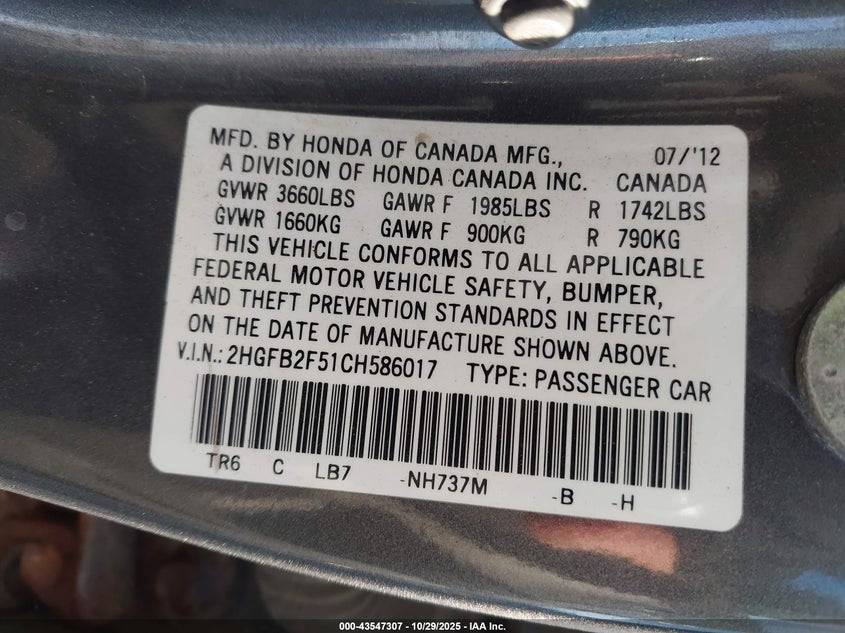 MFD. BY HONDA OF CANADA MFG., 07/'12
A DIVISION OF HONDA CANADA INC. CANADA
GVWR 3660LBS GAWR F 1985LBS R 1742LBS
GVWR 1660KG GAWR F 900KG R 790KG
THIS VEHICLE CONFORMS TO ALL APPLICABLE
FEDERAL MOTOR VEHICLE SAFETY, BUMPER,
AND THEFT PREVENTION STANDARDS IN EFFECT
ON THE DATE OF MANUFACTURE SHOWN ABOVE.
V.I.N.: 2HGFB2F51CH586017 TYPE: PASSENGER CAR
TR6 C LB7 -NH737M -B -H
000-43547307 - 10/29/2025 - IAA Inc.